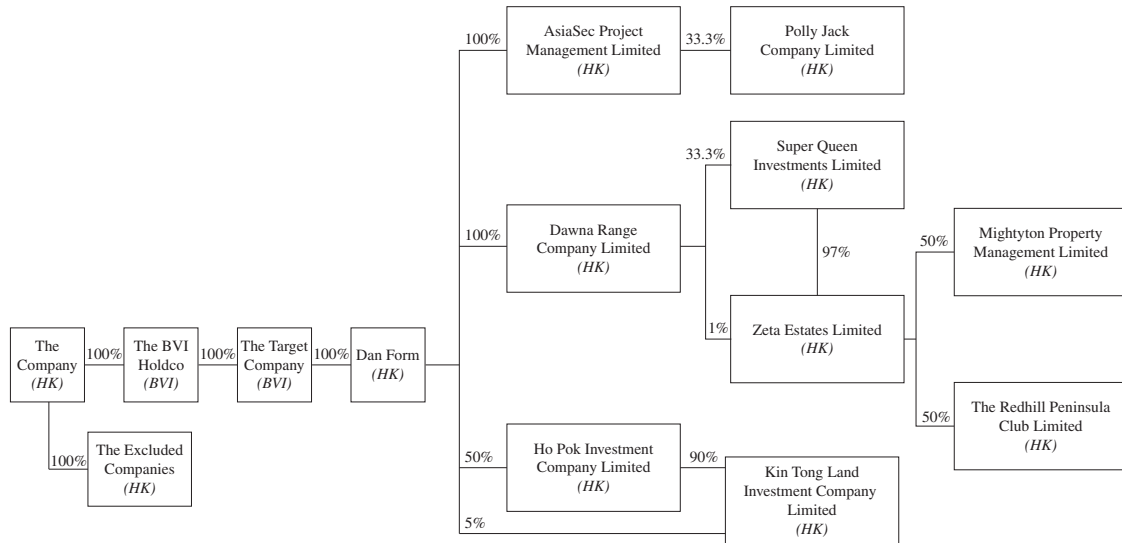 100%
AsiaSec Project
Management Limited
(HK)
33.3%
Polly Jack
Company Limited
(HK)
33.3%
Super Queen
Investments Limited
(HK)
100%
Dawna Range
Company Limited
(HK)
97%
50%
Mightyton Property
Management Limited
(HK)
1%
Zeta Estates Limited
(HK)
The
Company
(HK)
100%
The BVI
Holdco
(BVI)
100%
The Target
Company
(BVI)
100%
Dan Form
(HK)
50%
The Redhill Peninsula
Club Limited
(HK)
100%
The Excluded
Companies
(HK)
50%
Ho Pok Investment
Company Limited
(HK)
90%
Kin Tong Land
Investment Company
Limited
(HK)
5%